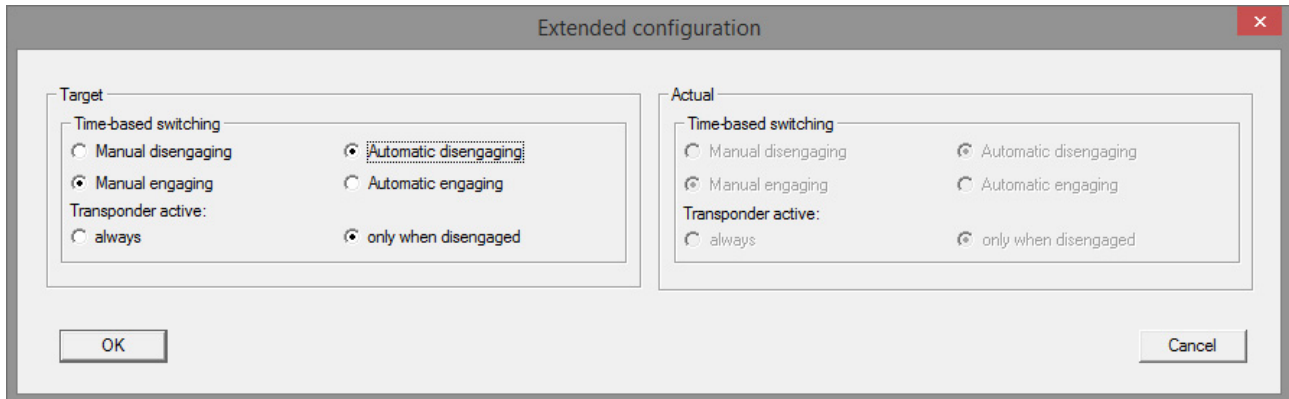 Extended configuration
Target
Time-based switching
Manual disengaging Automatic disengaging
Manual engaging Automatic engaging
Transponder active:
always only when disengaged
Actual
Time-based switching
Manual disengaging Automatic disengaging
Manual engaging Automatic engaging
Transponder active:
always only when disengaged
OK Cancel